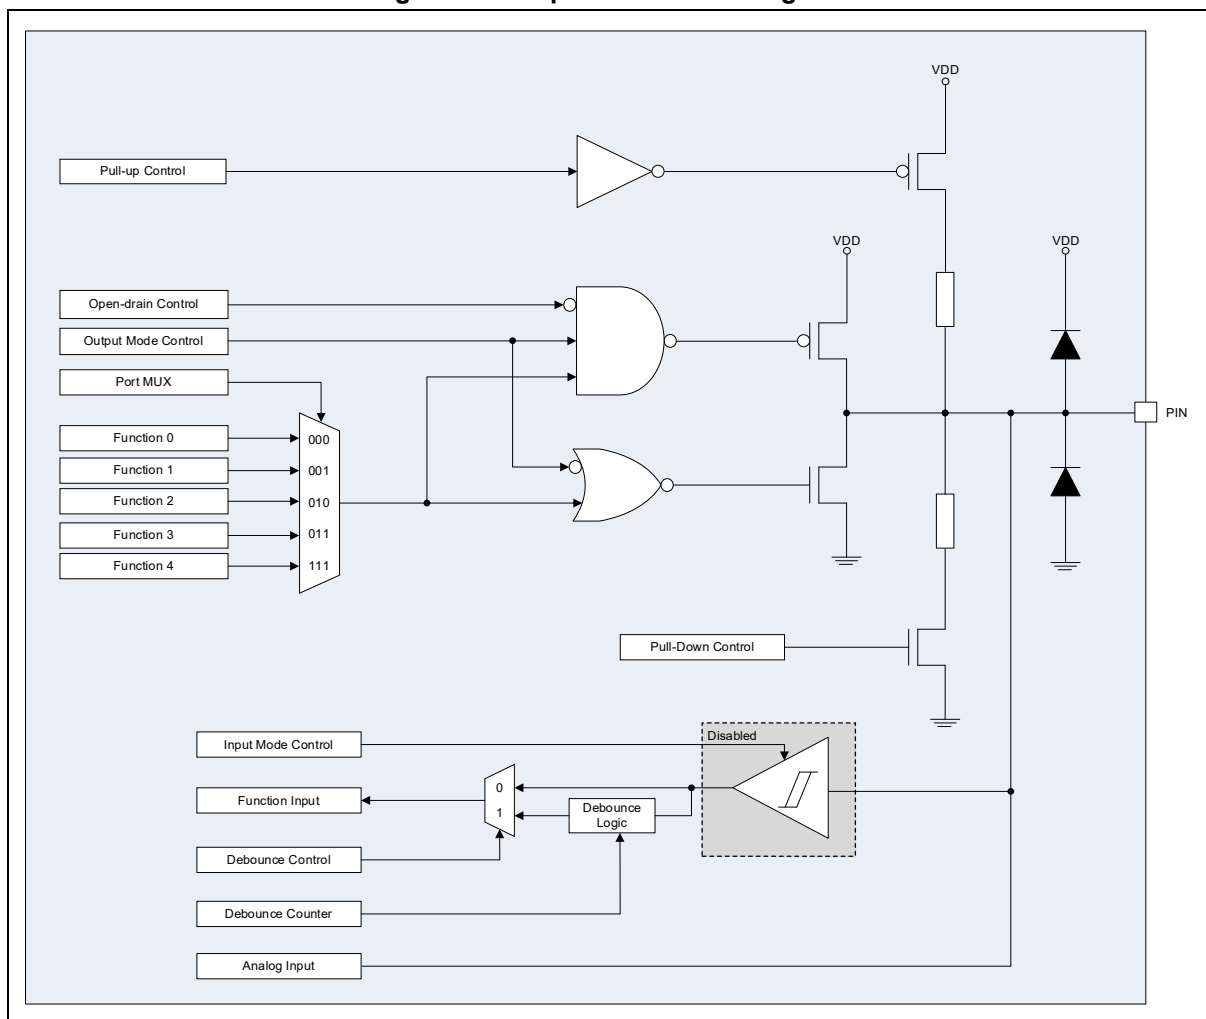 VDD
Pull-up Control
VDD
VDD
Open-drain Control
Output Mode Control
Port MUX
PIN
Function 0
000
Function 1
001
Function 2
010
Function 3
011
Function 4
111
Pull-Down Control
Disabled
Input Mode Control
0
Function Input
1
Debounce
Logic
Debounce Control
Debounce Counter
Analog Input